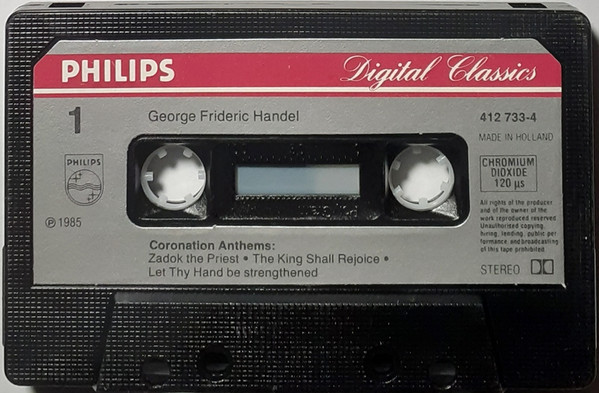 PHILIPS
Digital Classics
1
George Frideric Handel
412 733-4
MADE IN HOLLAND
PHILIPS
CHROMIUM
DIOXIDE
120 µs
℗ 1985
All rights of the producer
and of the owner of the
work reproduced reserved
Unauthorised copying,
hiring, lending, public per
formance, and broadcasting
of this tape prohibited.
Coronation Anthems:
Zadok the Priest • The King Shall Rejoice •
Let Thy Hand be strengthened
STEREO